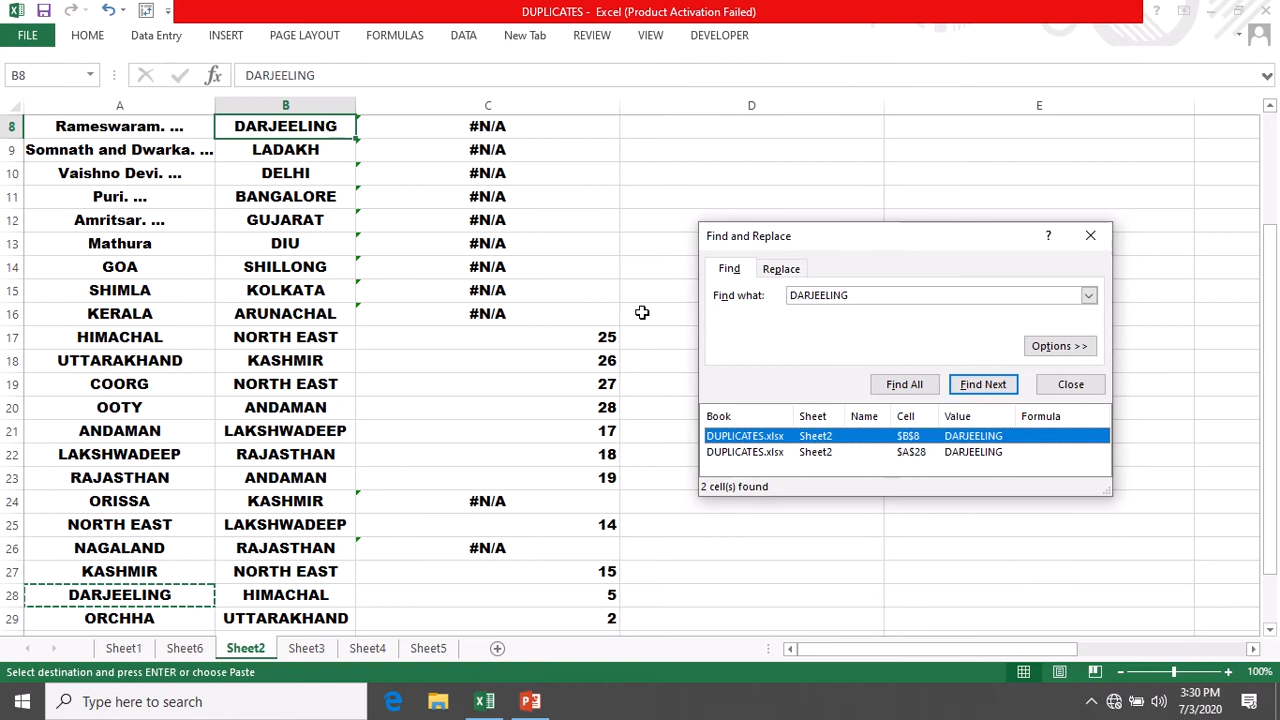 DUPLICATES - Excel (Product Activation Failed)
FILE HOME Data Entry INSERT PAGE LAYOUT FORMULAS DATA New Tab REVIEW VIEW DEVELOPER
B8 fx DARJEELING
A B C D E
8 Rameswaram. ... DARJEELING #N/A
9 Somnath and Dwarka. ... LADAKH #N/A
10 Vaishno Devi. ... DELHI #N/A
11 Puri. ... BANGALORE #N/A
12 Amritsar. ... GUJARAT #N/A
13 Mathura DIU #N/A
14 GOA SHILLONG #N/A
15 SHIMLA KOLKATA #N/A
16 KERALA ARUNACHAL #N/A
17 HIMACHAL NORTH EAST 25
18 UTTARAKHAND KASHMIR 26
19 COORG NORTH EAST 27
20 OOTY ANDAMAN 28
21 ANDAMAN LAKSHWADEEP 17
22 LAKSHWADEEP RAJASTHAN 18
23 RAJASTHAN ANDAMAN 19
24 ORISSA KASHMIR #N/A
25 NORTH EAST LAKSHWADEEP 14
26 NAGALAND RAJASTHAN #N/A
27 KASHMIR NORTH EAST 15
28 DARJEELING HIMACHAL 5
29 ORCHHA UTTARAKHAND 2
Find and Replace ?
Find Replace
Find what: DARJEELING
Options >>
Find All Find Next Close
Book Sheet Name Cell Value Formula
DUPLICATES.xlsx Sheet2 $B$8 DARJEELING
DUPLICATES.xlsx Sheet2 $A$28 DARJEELING
2 cell(s) found
Sheet1 Sheet6 Sheet2 Sheet3 Sheet4 Sheet5
Select destination and press ENTER or choose Paste 100%
Type here to search
3:30 PM
7/3/2020